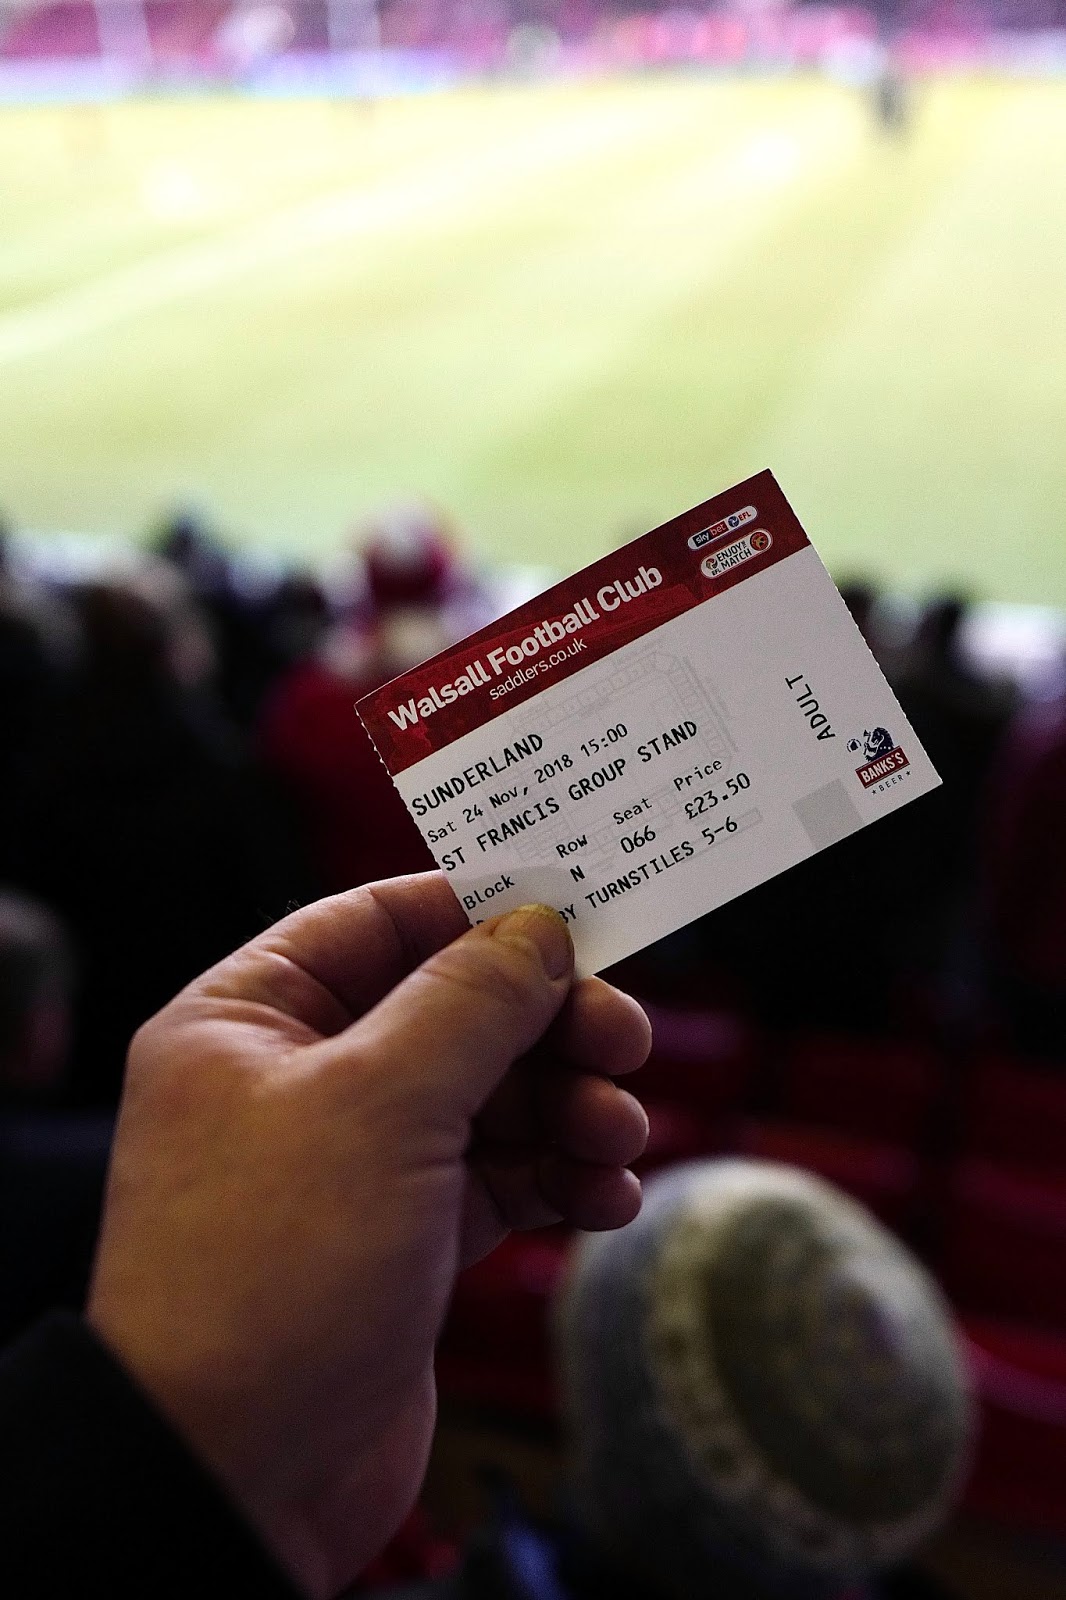 Walsall Football Club
saddlers.co.uk
sky bet EFL
ENJOY THE MATCH
SUNDERLAND
Sat 24 Nov, 2018 15:00
ST FRANCIS GROUP STAND
Block Row Seat Price
N 066 £23.50
BY TURNSTILES 5-6
ADULT
BANK'S'S
BEER